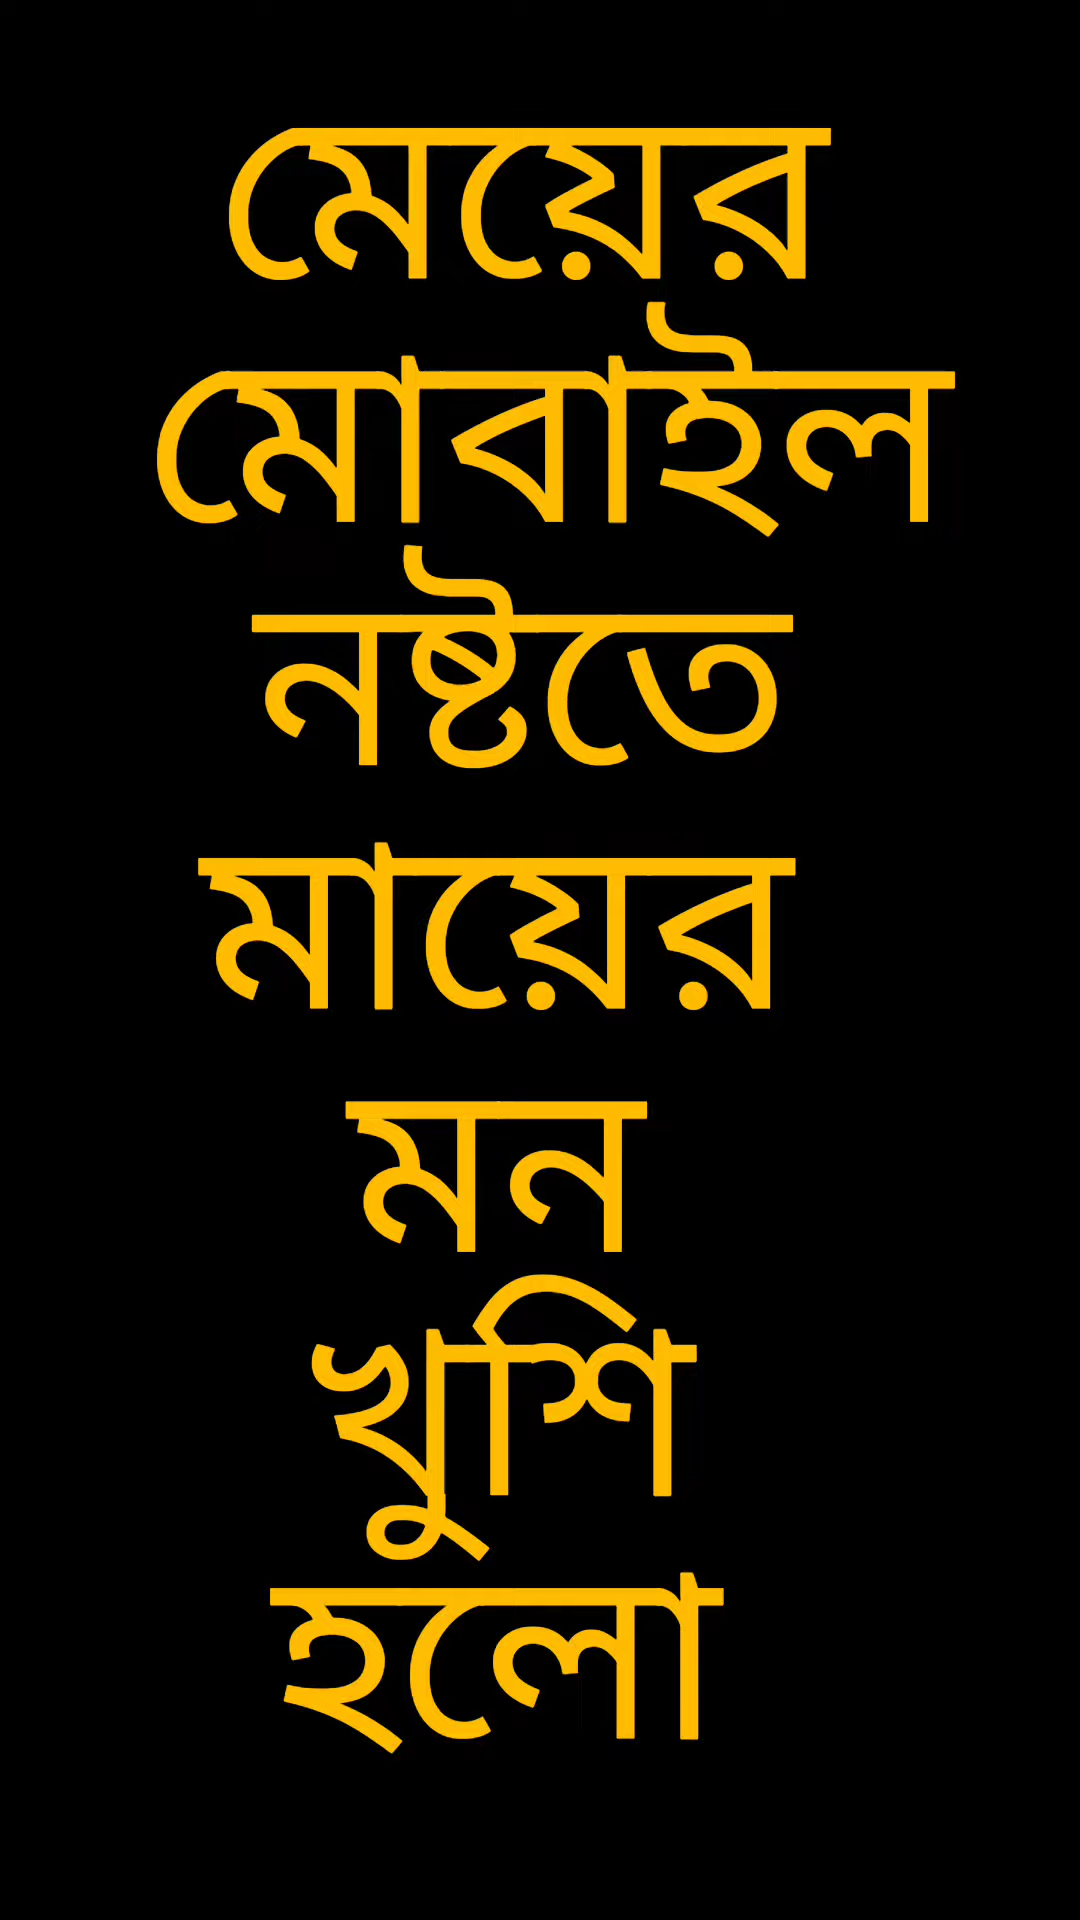 মেয়ের
মোবাইল
নষ্টতে
মায়ের
মন
খুশি
হলো